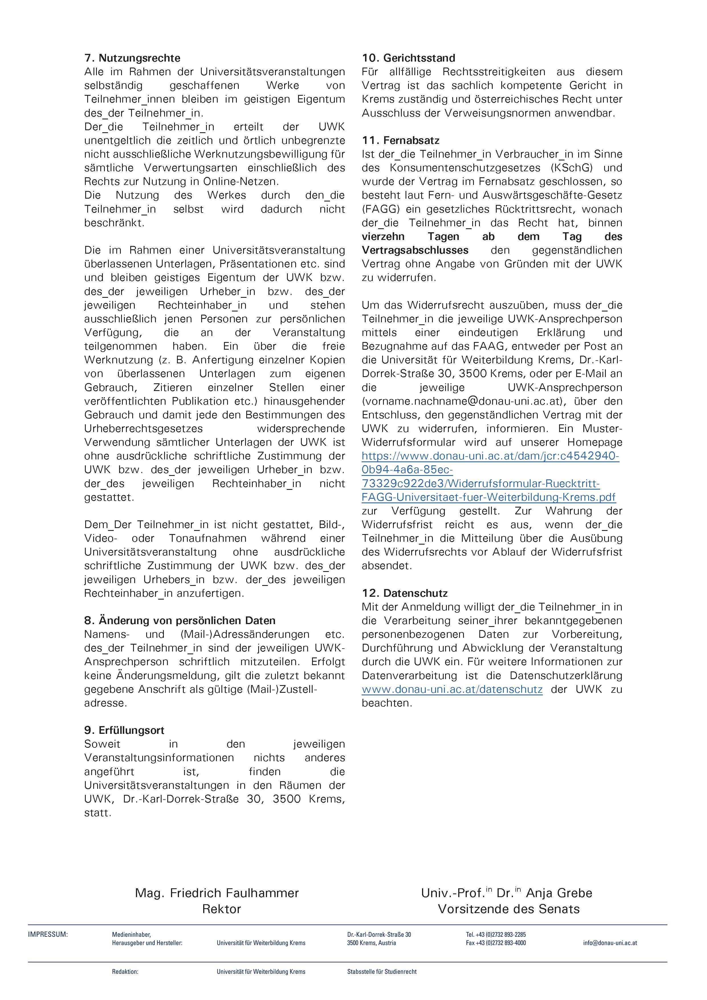 7. Nutzungsrechte
Alle im Rahmen der Universitätsveranstaltungen
selbständig geschaffenen Werke von
Teilnehmer_innen bleiben im geistigen Eigentum
des_der Teilnehmer_in.
Der_die Teilnehmer_in erteilt der UWK
unentgeltlich die zeitlich und örtlich unbegrenzte
nicht ausschließliche Werknutzungsbewilligung für
sämtliche Verwertungsarten einschließlich des
Rechts zur Nutzung in Online-Netzen.
Die Nutzung des Werkes durch den_die
Teilnehmer_in selbst wird dadurch nicht
beschränkt.
Die im Rahmen einer Universitätsveranstaltung
überlassenen Unterlagen, Präsentationen etc. sind
und bleiben geistiges Eigentum der UWK bzw.
des_der jeweiligen Urheber_in bzw. des_der
jeweiligen Rechteinhaber_in und stehen
ausschließlich jenen Personen zur persönlichen
Verfügung, die an der Veranstaltung
teilgenommen haben. Ein über die freie
Werknutzung (z. B. Anfertigung einzelner Kopien
von überlassenen Unterlagen zum eigenen
Gebrauch, Zitieren einzelner Stellen einer
veröffentlichten Publikation etc.) hinausgehender
Gebrauch und damit jede den Bestimmungen des
Urheberrechtsgesetzes widersprechende
Verwendung sämtlicher Unterlagen der UWK ist
ohne ausdrückliche schriftliche Zustimmung der
UWK bzw. des_der jeweiligen Urheber_in bzw.
der_des jeweiligen Rechteinhaber_in nicht
gestattet.
Dem_Der Teilnehmer_in ist nicht gestattet, Bild-,
Video- oder Tonaufnahmen während einer
Universitätsveranstaltung ohne ausdrückliche
schriftliche Zustimmung der UWK bzw. des_der
jeweiligen Urhebers_in bzw. der_des jeweiligen
Rechteinhaber_in anzufertigen.
8. Änderung von persönlichen Daten
Namens- und (Mail-)Adressänderungen etc.
des_der Teilnehmer_in sind der jeweiligen UWK-
Ansprechperson schriftlich mitzuteilen. Erfolgt
keine Änderungsmeldung, gilt die zuletzt bekannt
gegebene Anschrift als gültige (Mail-)Zustell-
adresse.
9. Erfüllungsort
Soweit in den jeweiligen
Veranstaltungsinformationen nichts anderes
angeführt ist, finden die
Universitätsveranstaltungen in den Räumen der
UWK, Dr.-Karl-Dorrek-Straße 30, 3500 Krems,
statt.
10. Gerichtsstand
Für allfällige Rechtsstreitigkeiten aus diesem
Vertrag ist das sachlich kompetente Gericht in
Krems zuständig und österreichisches Recht unter
Ausschluss der Verweisungsnormen anwendbar.
11. Fernabsatz
Ist der_die Teilnehmer_in Verbraucher_in im Sinne
des Konsumentenschutzgesetzes (KSchG) und
wurde der Vertrag im Fernabsatz geschlossen, so
besteht laut Fern- und Auswärtsgeschäfte-Gesetz
(FAGG) ein gesetzliches Rücktrittsrecht, wonach
der_die Teilnehmer_in das Recht hat, binnen
vierzehn Tagen ab dem Tag des
Vertragsabschlusses den gegenständlichen
Vertrag ohne Angabe von Gründen mit der UWK
zu widerrufen.
Um das Widerrufsrecht auszuüben, muss der_die
Teilnehmer_in die jeweilige UWK-Ansprechperson
mittels einer eindeutigen Erklärung und
Bezugnahme auf das FAAG, entweder per Post an
die Universität für Weiterbildung Krems, Dr.-Karl-
Dorrek-Straße 30, 3500 Krems, oder per E-Mail an
die jeweilige UWK-Ansprechperson
(vorname.nachname@donau-uni.ac.at), über den
Entschluss, den gegenständlichen Vertrag mit der
UWK zu widerrufen, informieren. Ein Muster-
Widerrufsformular wird auf unserer Homepage
https://www.donau-uni.ac.at/dam/jcr:c4542940-
0b94-4a6a-85ec-
73329c922de3/Widerrufsformular-Ruecktritt-
FAGG-Universitaet-fuer-Weiterbildung-Krems.pdf
zur Verfügung gestellt. Zur Wahrung der
Widerrufsfrist reicht es aus, wenn der_die
Teilnehmer_in die Mitteilung über die Ausübung
des Widerrufsrechts vor Ablauf der Widerrufsfrist
absendet.
12. Datenschutz
Mit der Anmeldung willigt der_die Teilnehmer_in in
die Verarbeitung seiner_ihrer bekanntgegebenen
personenbezogenen Daten zur Vorbereitung,
Durchführung und Abwicklung der Veranstaltung
durch die UWK ein. Für weitere Informationen zur
Datenverarbeitung ist die Datenschutzerklärung
www.donau-uni.ac.at/datenschutz der UWK zu
beachten.
Mag. Friedrich Faulhammer
Rektor
Univ.-Prof.in Dr.in Anja Grebe
Vorsitzende des Senats
IMPRESSUM: Medieninhaber, Dr.-Karl-Dorrek-Straße 30 Tel. +43 (0)2732 893-2285
Herausgeber und Hersteller: Universität für Weiterbildung Krems 3500 Krems, Austria Fax +43 (0)2732 893-4000 info@donau-uni.ac.at
Redaktion: Universität für Weiterbildung Krems Stabsstelle für Studienrecht